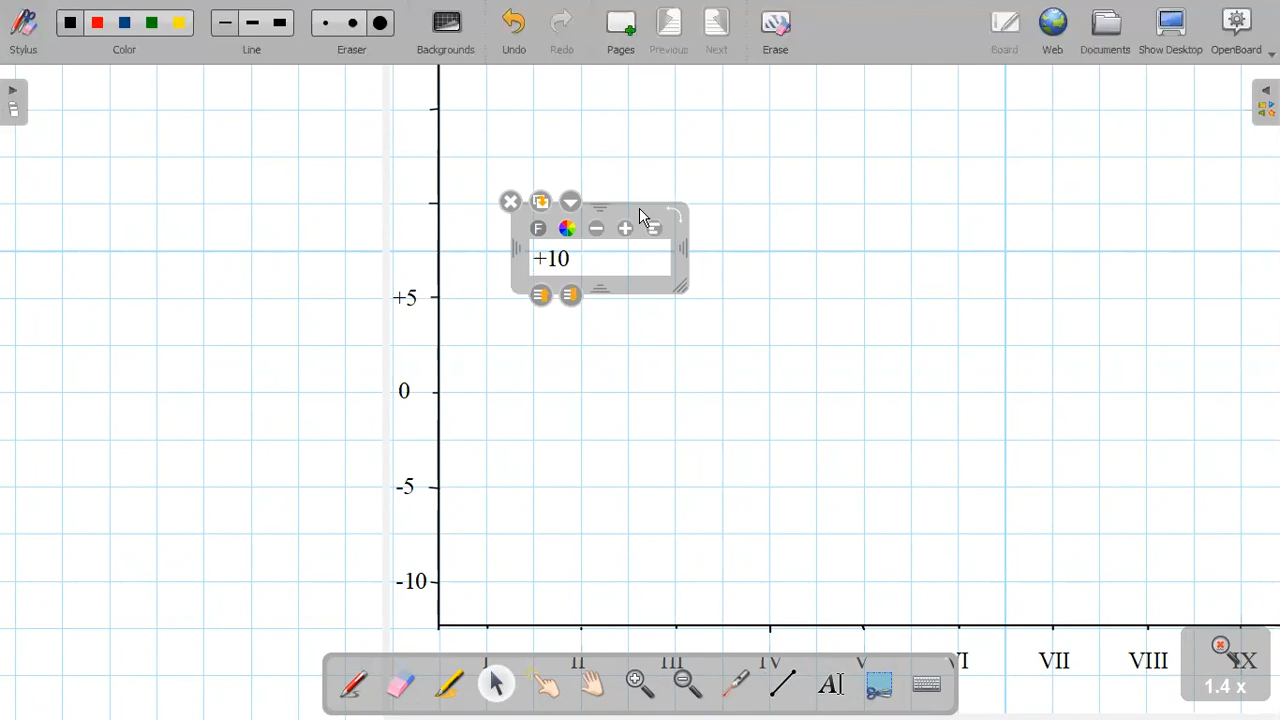 Stylus Color Line Eraser Backgrounds Undo Redo Pages Previous Next Erase Board Web Documents Show Desktop OpenBoard
F
+10
+5
0
-5
-10
I II III IV V VI VII VIII IX
AI
1.4 x